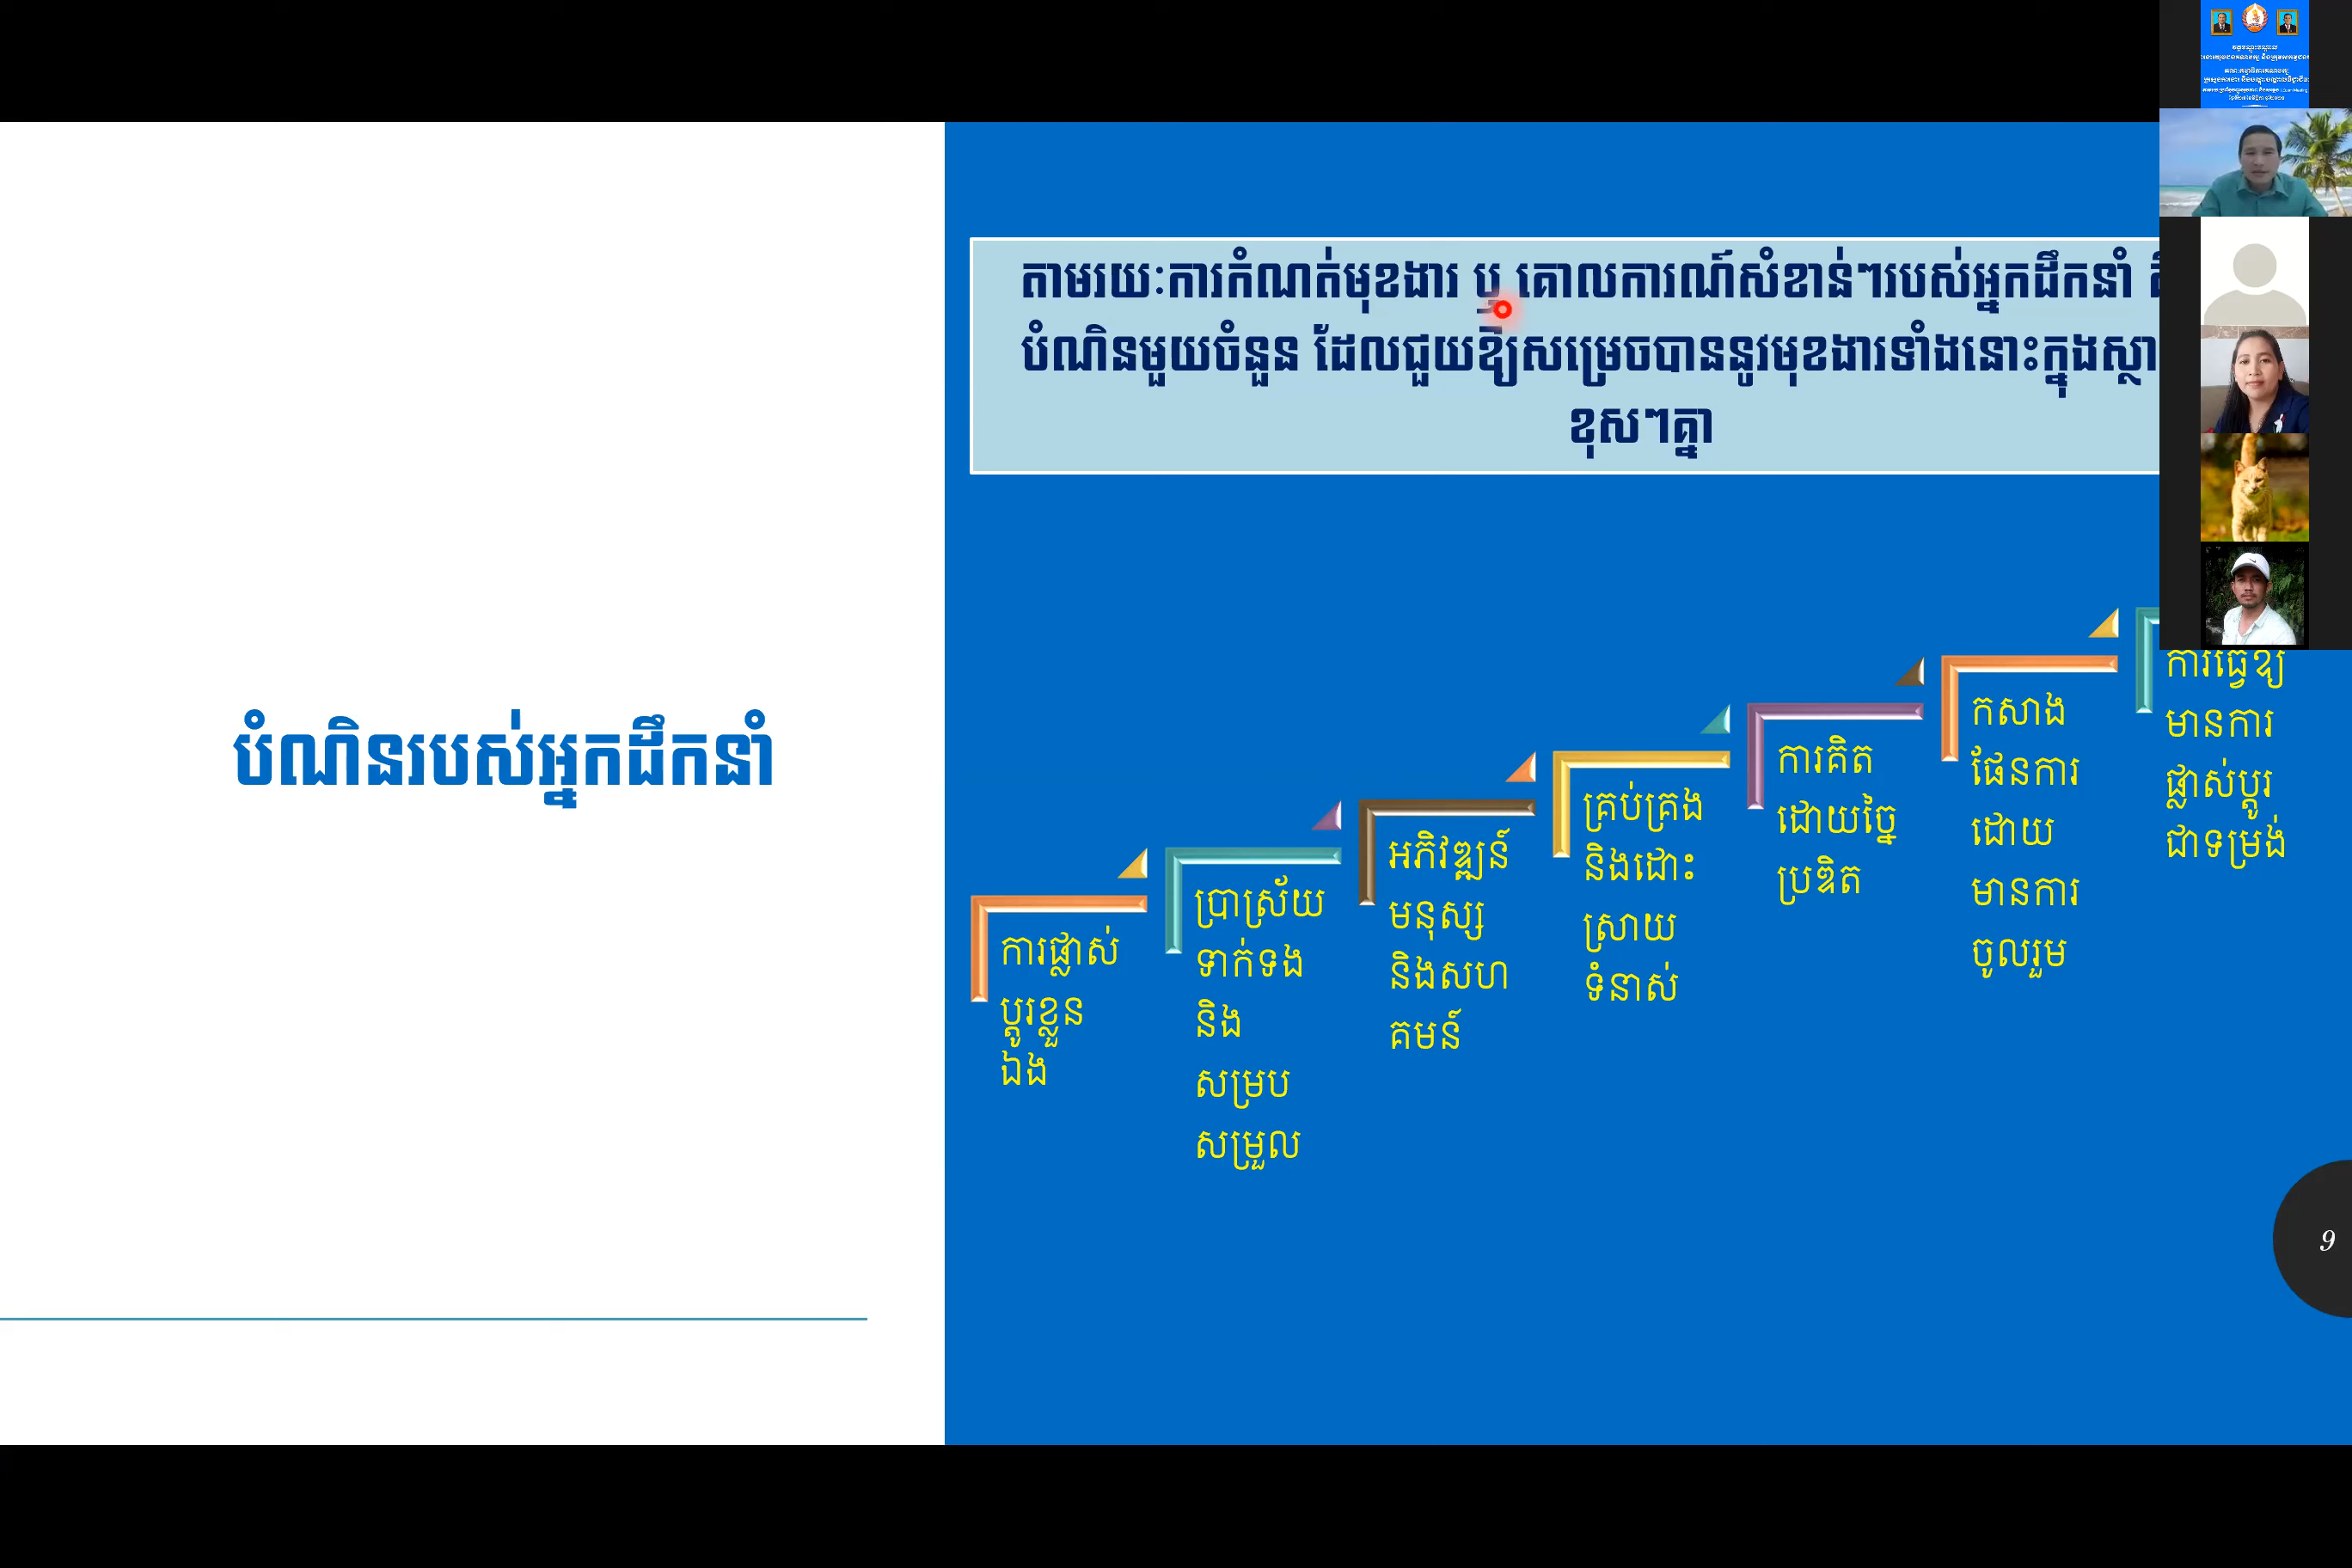 បំណិនរបស់អ្នកដឹកនាំ
តាមរយៈការកំណត់មុខងារ ឬ គោលការណ៍សំខាន់ៗរបស់អ្នកដឹកនាំ
បំណិនមួយចំនួន ដែលជួយឱ្យសម្រេចបាននូវមុខងារទាំងនោះក្នុងស្ថា
ខុសៗគ្នា
ការផ្លាស់
ប្តូរខ្លួន
ឯង
ប្រាស្រ័យ
ទាក់ទង
និង
សម្រប
សម្រួល
អភិវឌ្ឍន៍
មនុស្ស
និងសហ
គមន៍
គ្រប់គ្រង
និងដោះ
ស្រាយ
ទំនាស់
ការគិត
ដោយច្នៃ
ប្រឌិត
កសាង
ផែនការ
ដោយ
មានការ
ចូលរួម
ការធ្វើឱ្យ
មានការ
ផ្លាស់ប្តូរ
ជាទម្រង់
9